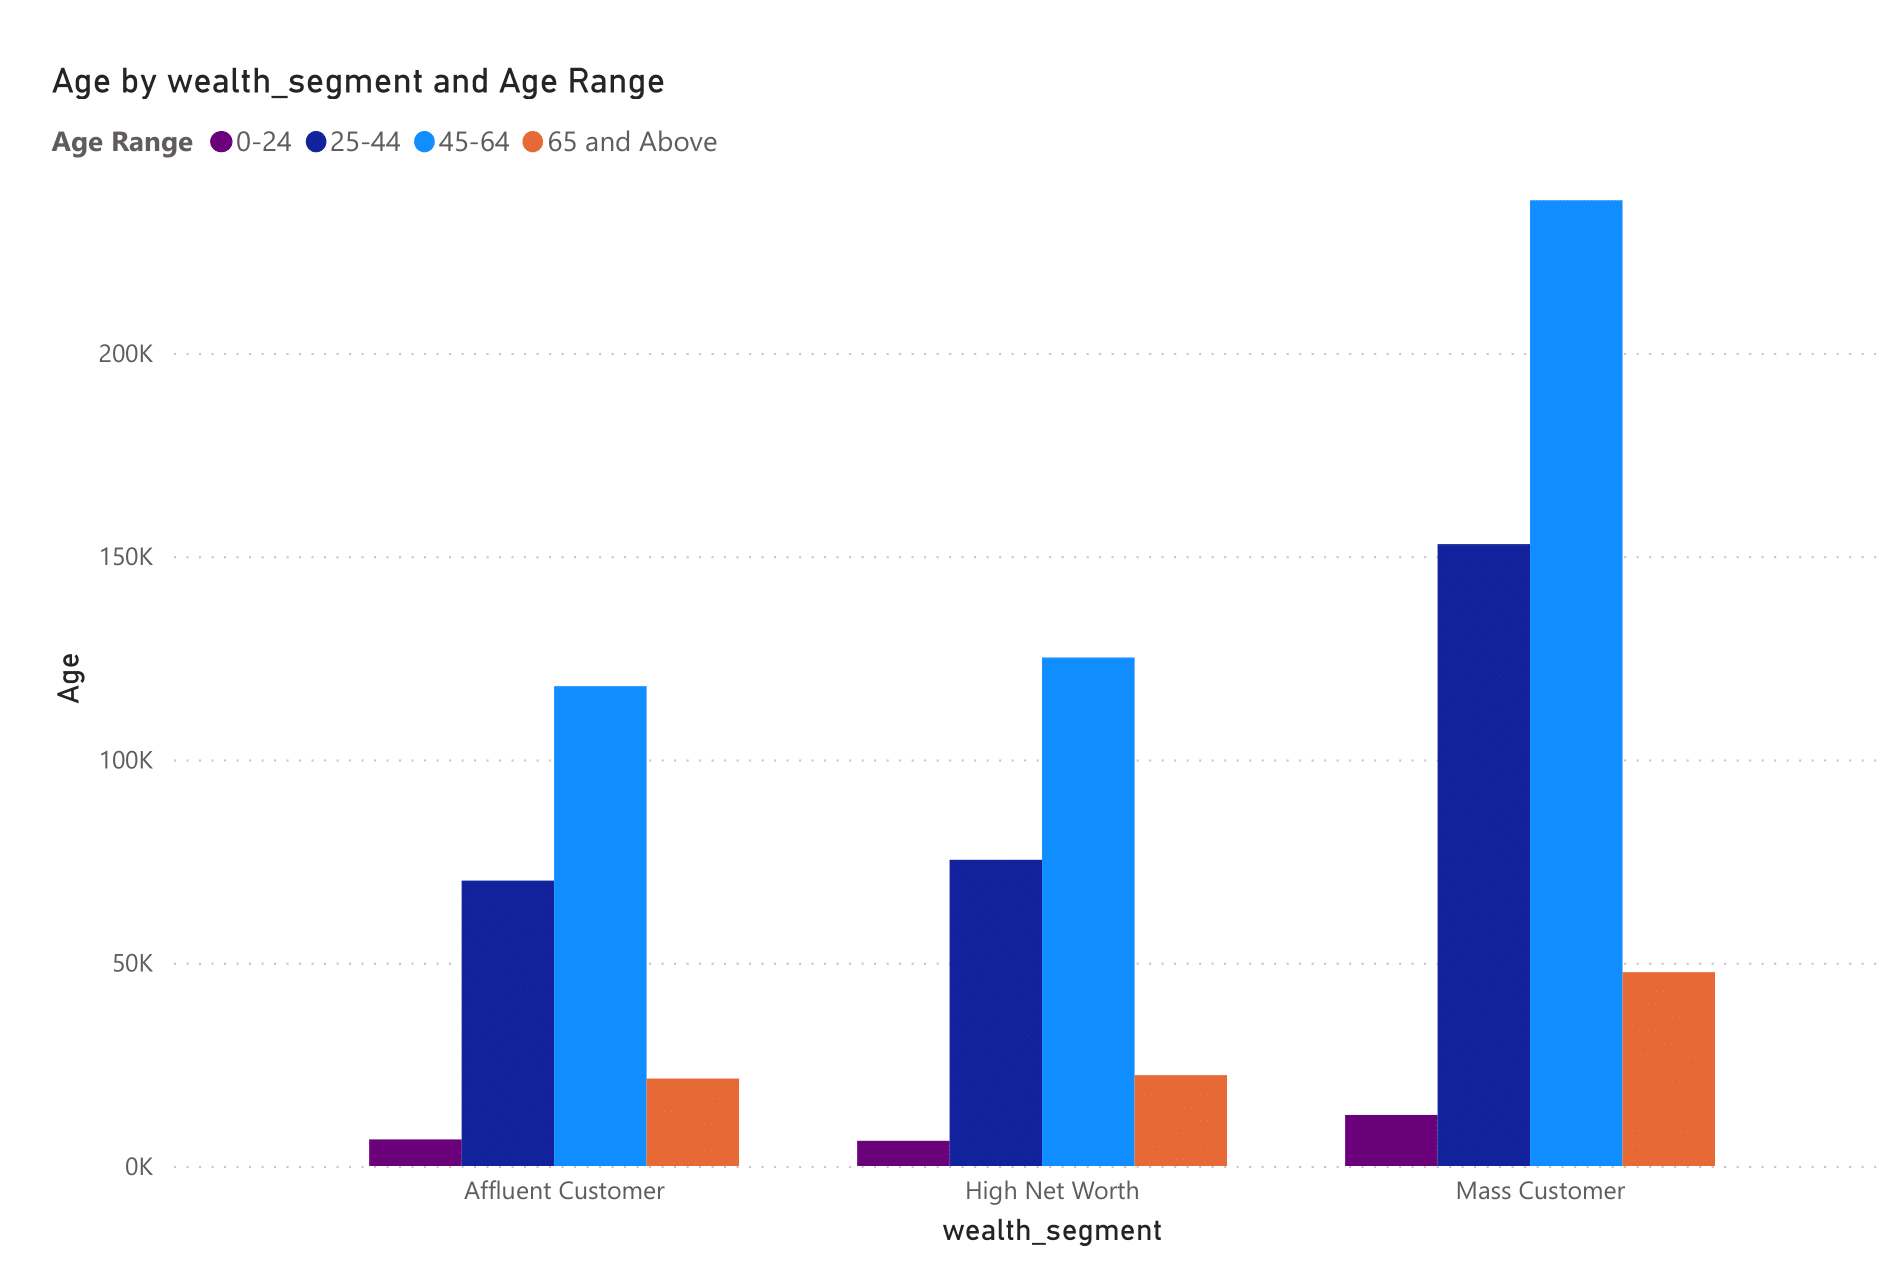 Age by wealth_segment and Age Range
Age Range 0-24 25-44 45-64 65 and Above
200K
150K
100K
50K
0K
Age
Affluent Customer High Net Worth Mass Customer
wealth_segment